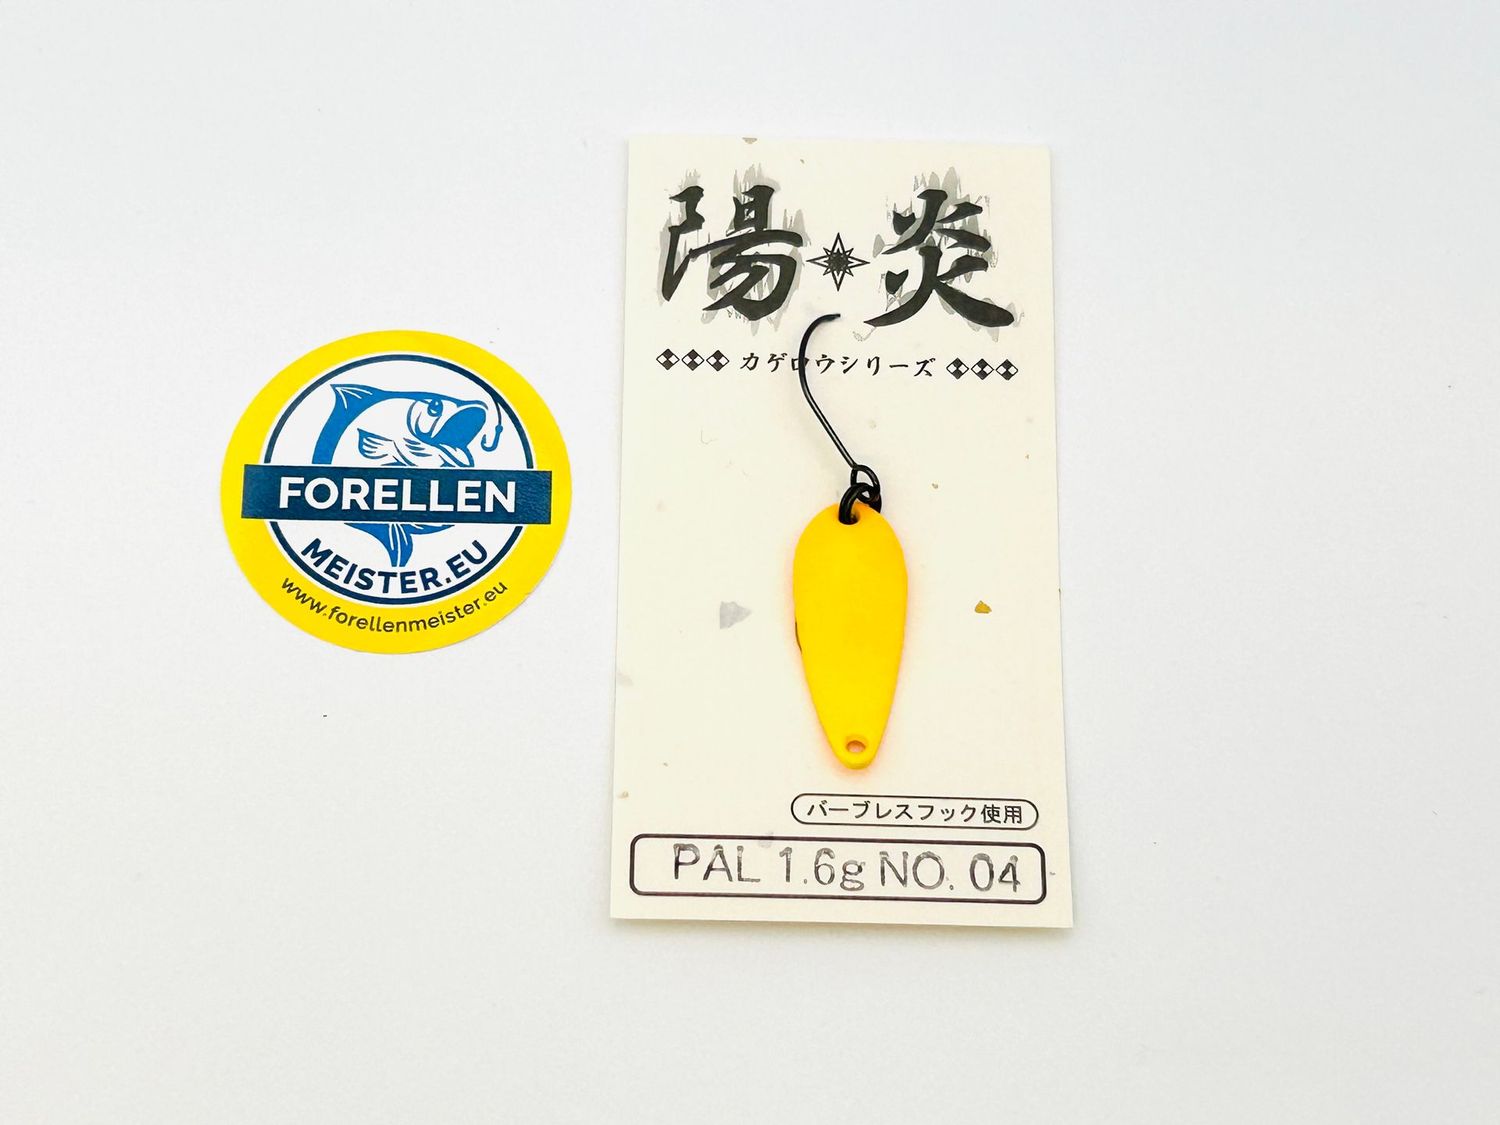 FORELLEN
MEISTER.EU
www.forellenmeister.eu
陽炎
カゲロウシリーズ
バーブレスフック使用
PAL 1.6g NO. 04